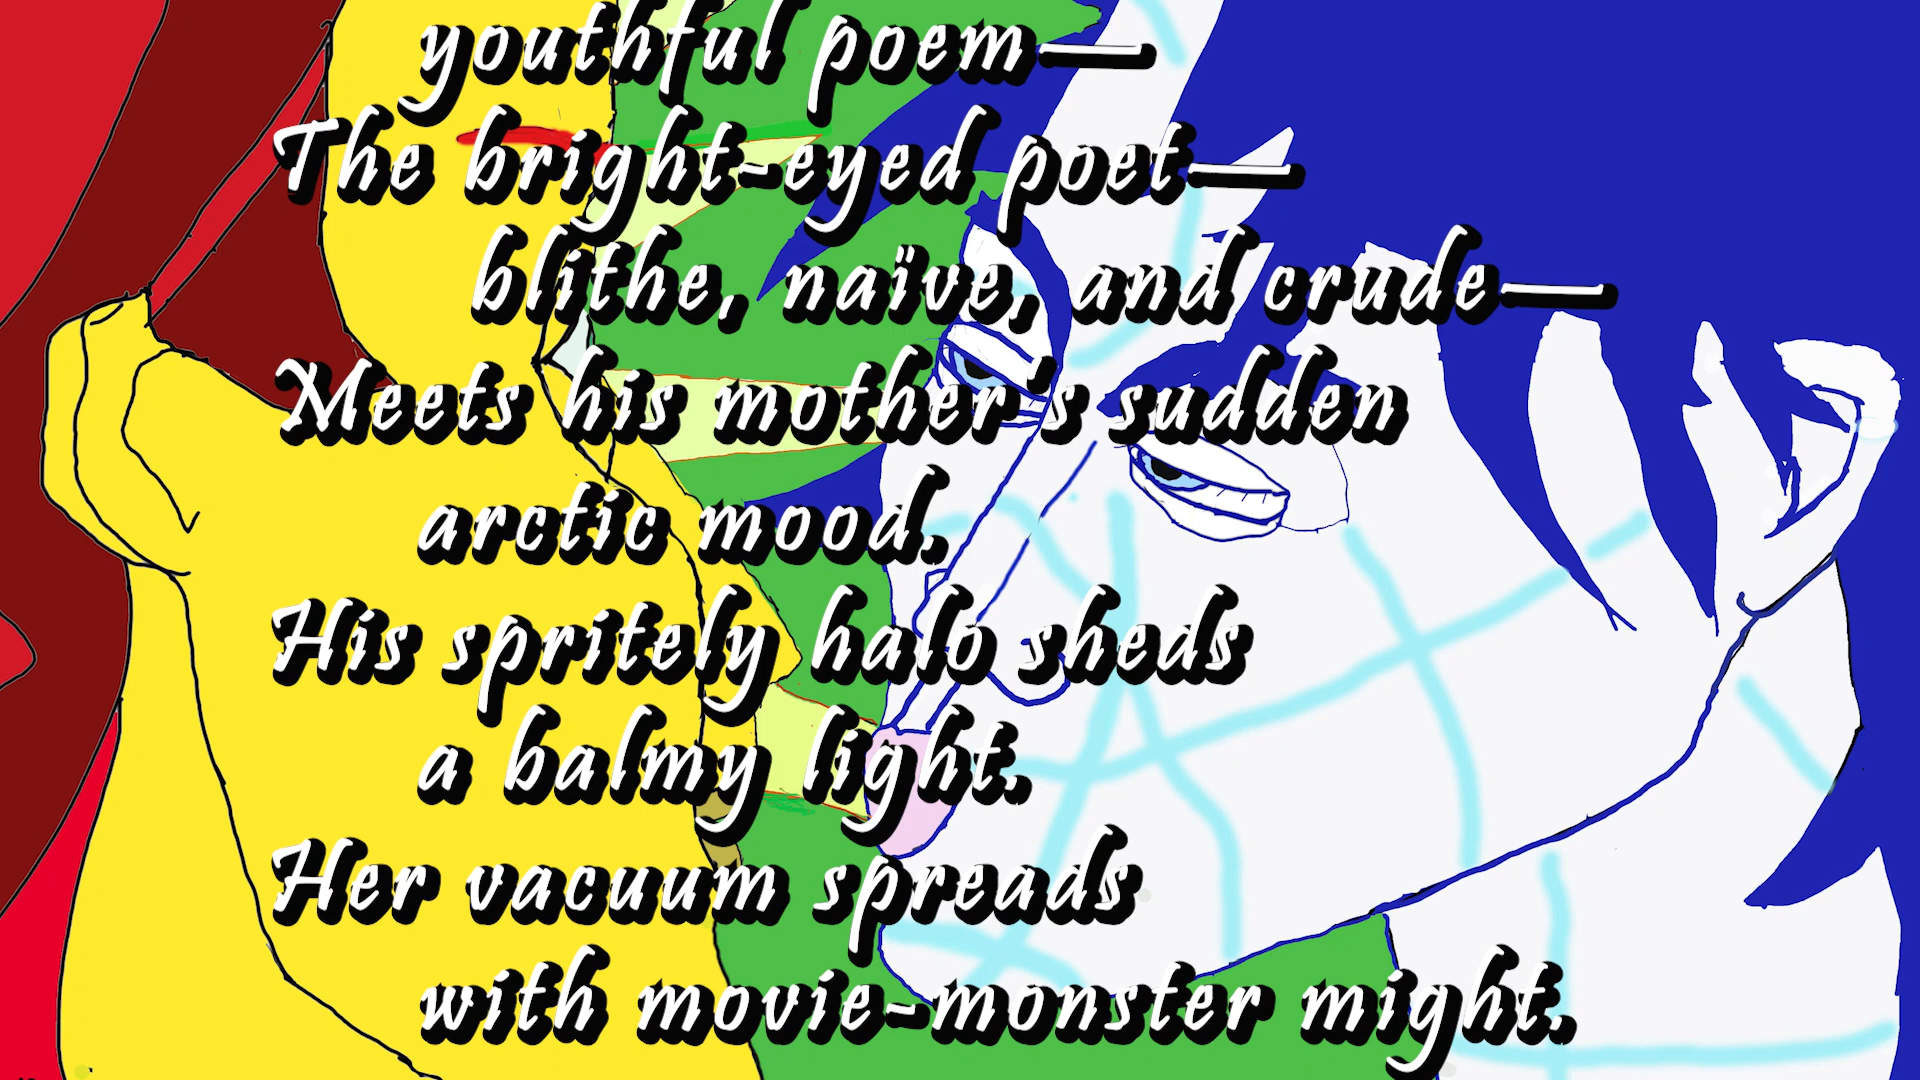 youthful poem—
The bright-eyed poet—
blithe, naïve, and crude—
Meets his mother's sudden
arctic mood.
His spritely halo sheds
a balmy light.
Her vacuum spreads
with movie-monster might.